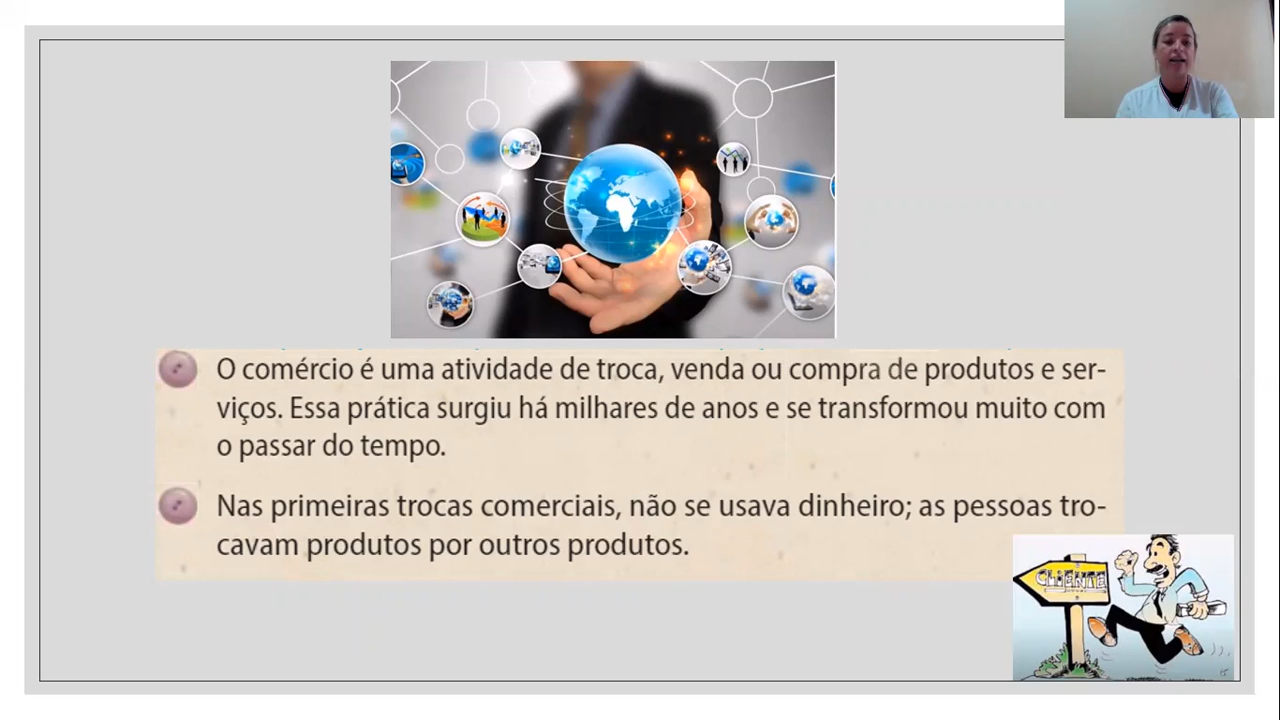 O comércio é uma atividade de troca, venda ou compra de produtos e ser-
viços. Essa prática surgiu há milhares de anos e se transformou muito com
o passar do tempo.
Nas primeiras trocas comerciais, não se usava dinheiro; as pessoas tro-
cavam produtos por outros produtos.
CLIENTE